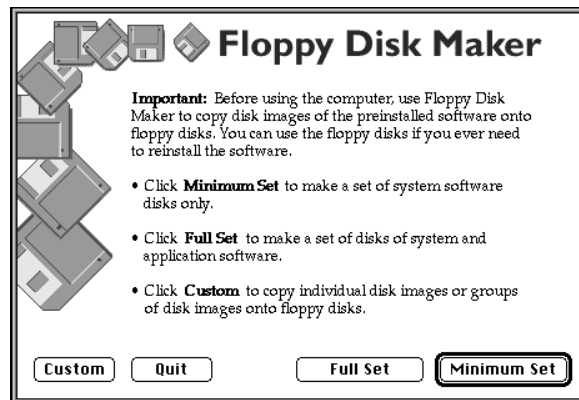 Floppy Disk Maker
Important: Before using the computer, use Floppy Disk
Maker to copy disk images of the preinstalled software onto
floppy disks. You can use the floppy disks if you ever need
to reinstall the software.
• Click Minimum Set to make a set of system software
disks only.
• Click Full Set to make a set of disks of system and
application software.
• Click Custom to copy individual disk images or groups
of disk images onto floppy disks.
Custom Quit Full Set Minimum Set